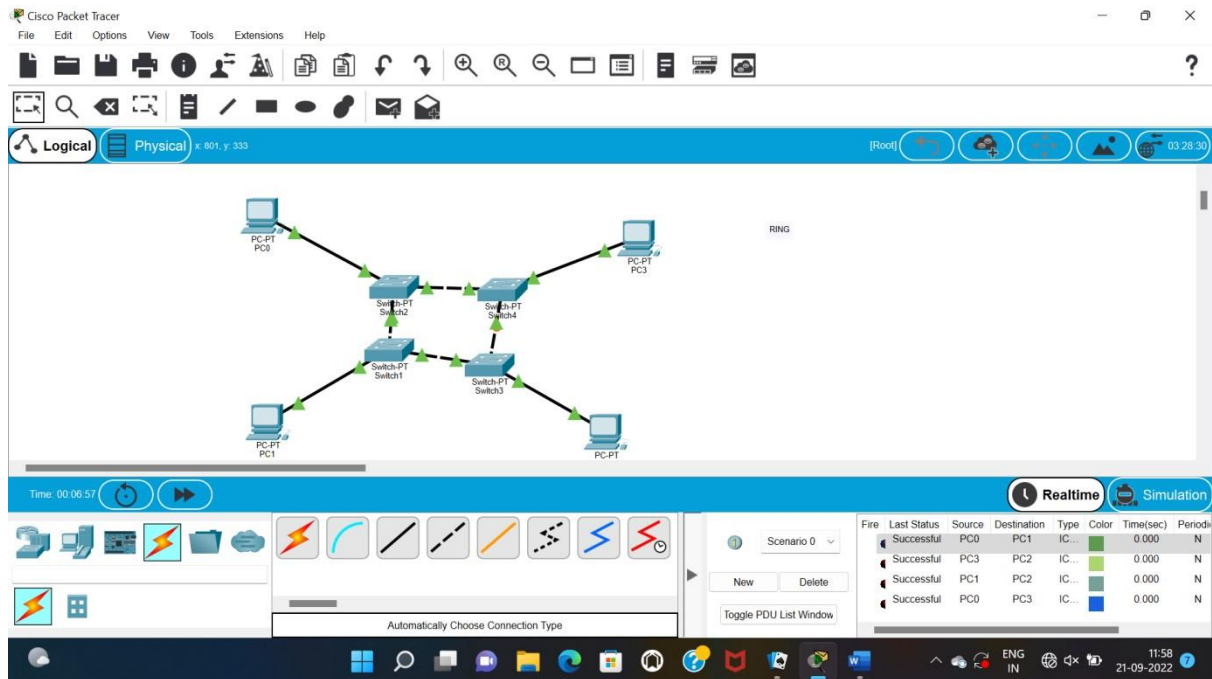 Cisco Packet Tracer
File Edit Options View Tools Extensions Help
?
Logical Physical x: 801, y: 333 [Root] 03:28:30
PC-PT
PC0
RING
PC-PT
PC3
Switch-PT
Switch2
Switch-PT
Switch4
Switch-PT
Switch1
Switch-PT
Switch3
PC-PT
PC1
PC-PT
Time: 00:06:57 Realtime Simulation
Scenario 0
New Delete
Toggle PDU List Window
Automatically Choose Connection Type
Fire Last Status Source Destination Type Color Time(sec) Periodi
Successful PC0 PC1 IC... 0.000 N
Successful PC3 PC2 IC... 0.000 N
Successful PC1 PC2 IC... 0.000 N
Successful PC0 PC3 IC... 0.000 N
ENG
IN
11:58
21-09-2022
7